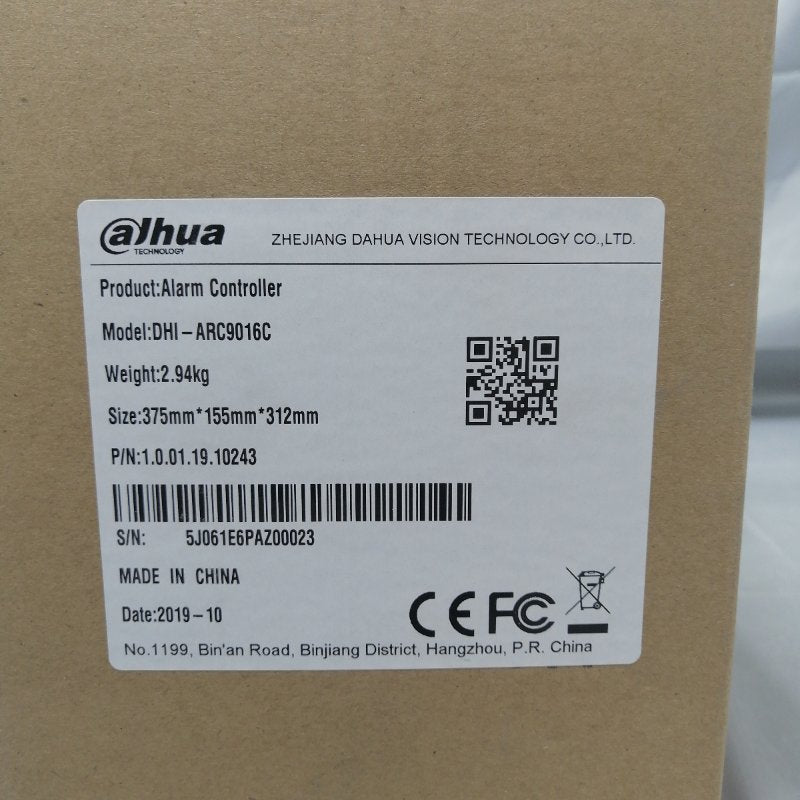 alhua
TECHNOLOGY
ZHEJIANG DAHUA VISION TECHNOLOGY CO.,LTD.
Product:Alarm Controller
Model:DHI-ARC9016C
Weight:2.94kg
Size:375mm*155mm*312mm
P/N:1.0.01.19.10243
S/N: 5J061E6PAZ00023
MADE IN CHINA
Date:2019-10
CE FC
No.1199, Bin'an Road, Binjiang District, Hangzhou, P.R. China